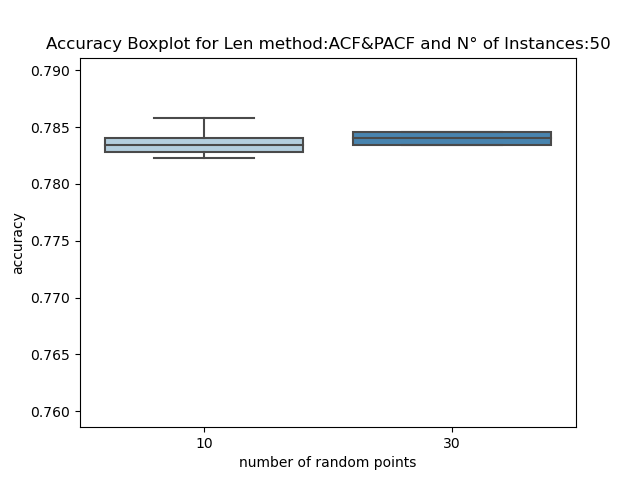 Accuracy Boxplot for Len method:ACF&PACF and N° of Instances:50
0.790
0.785
0.780
0.775
0.770
0.765
0.760
accuracy
10 30
number of random points